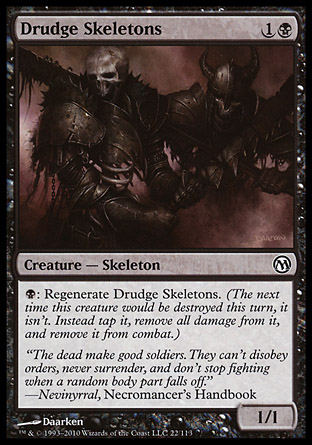 Drudge Skeletons 1
Creature — Skeleton
: Regenerate Drudge Skeletons. (The next
time this creature would be destroyed this turn, it
isn't. Instead tap it, remove all damage from it,
and remove it from combat.)
"The dead make good soldiers. They can't disobey
orders, never surrender, and don't stop fighting
when a random body part falls off."
—Nevinyrral, Necromancer's Handbook
Daarken
™ & © 1993–2010 Wizards of the Coast LLC 22/113
1/1